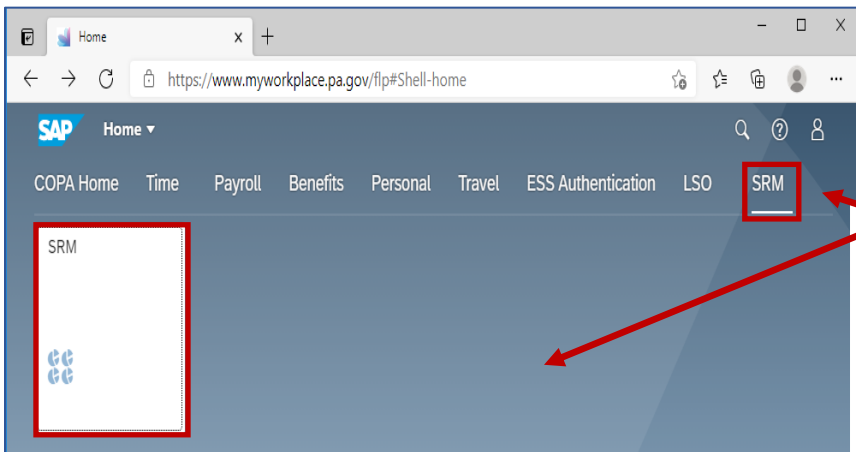 Home
https://www.myworkplace.pa.gov/flp#Shell-home
SAP Home
COPA Home Time Payroll Benefits Personal Travel ESS Authentication LSO SRM
SRM